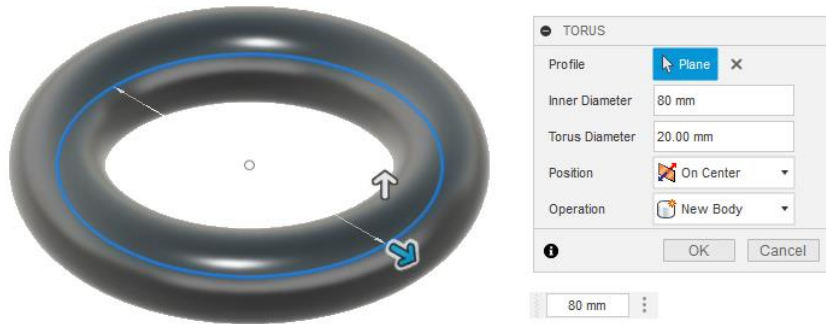 TORUS
Profile Plane
Inner Diameter 80 mm
Torus Diameter 20.00 mm
Position On Center
Operation New Body
OK Cancel
80 mm